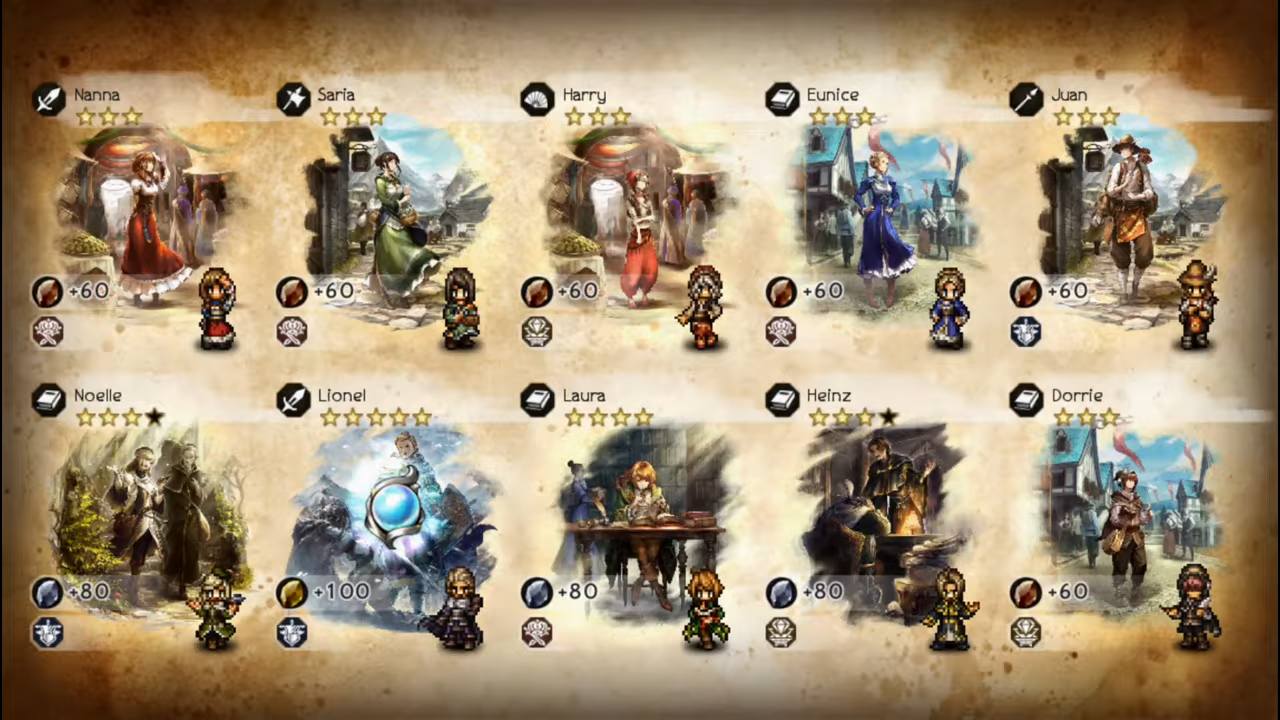 Nanna
Saria
Harry
Eunice
Juan
+60
+60
+60
+60
+60
Noelle
Lionel
Laura
Heinz
Dorrie
+80
+100
+80
+80
+60